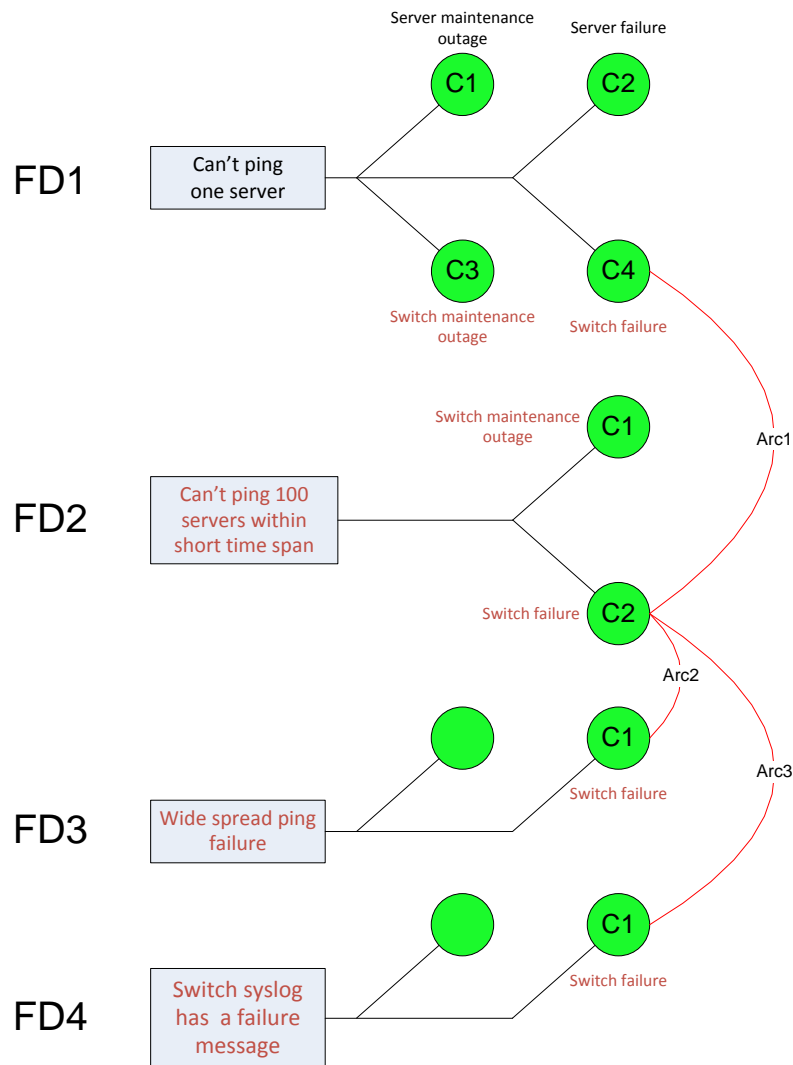 Server maintenance
outage
Server failure
C1
C2
FD1
Can't ping
one server
C3
C4
Switch maintenance
outage
Switch failure
Switch maintenance
outage
C1
Arc1
FD2
Can't ping 100
servers within
short time span
Switch failure
C2
Arc2
C1
Arc3
FD3
Wide spread ping
failure
Switch failure
C1
FD4
Switch syslog
has a failure
message
Switch failure